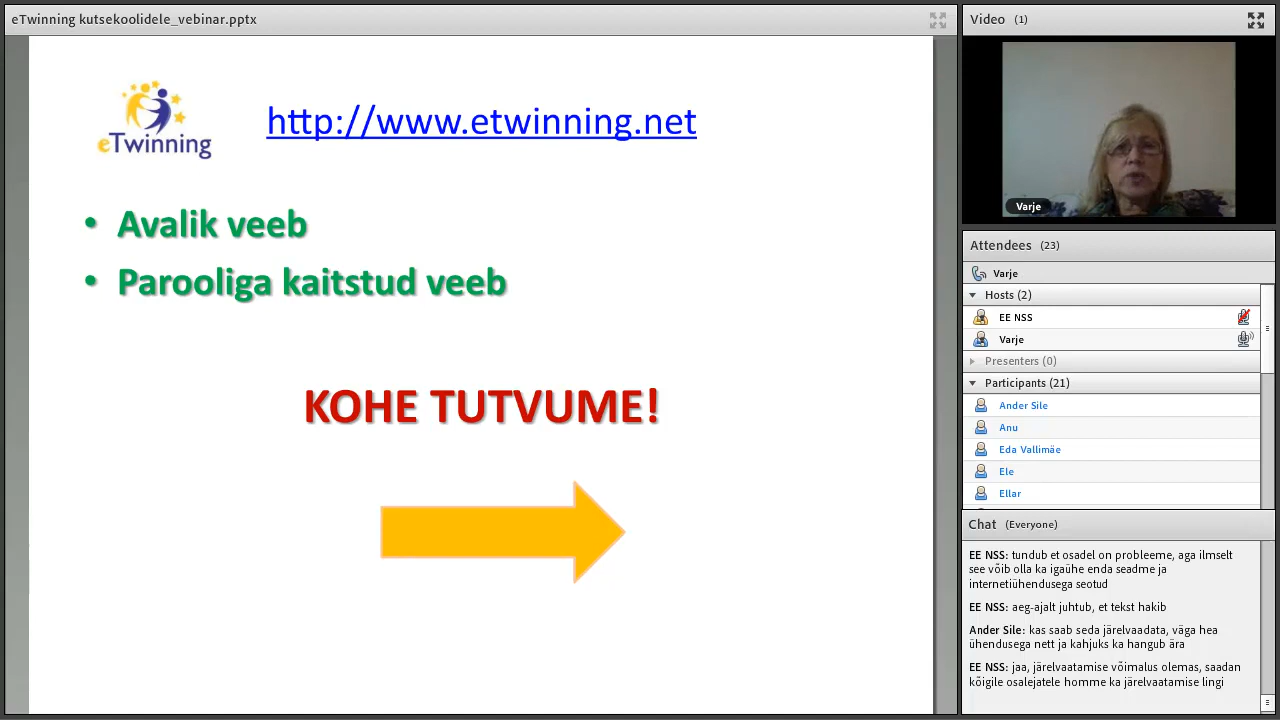 eTwinning kutsekoolidele_vebinar.pptx
eTwinning
http://www.etwinning.net
• Avalik veeb
• Parooliga kaitstud veeb
KOHE TUTVUME!
Video (1)
Varje
Attendees (23)
Varje
Hosts (2)
EE NSS
Varje
Presenters (0)
Participants (21)
Ander Sile
Anu
Eda Vallimäe
Ele
Ellar
Chat (Everyone)
EE NSS: tundub et osadel on probleeme, aga ilmselt
see võib olla ka igaühe enda seadme ja
internetiühendusega seotud
EE NSS: aeg-ajalt juhtub, et tekst hakib
Ander Sile: kas saab seda järelvaadata, väga hea
ühendusega nett ja kahjuks ka hangub ära
EE NSS: jaa, järelvaatamise võimalus olemas, saadan
kõigile osalejatele homme ka järelvaatamise lingi